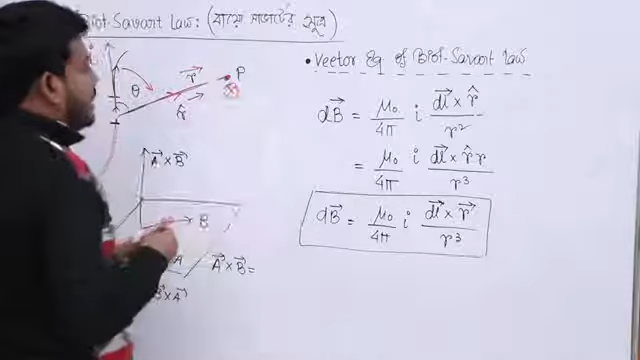 Biot-Savart Law: (বায়ো সাভার্টের সূত্র)
• Vector Eq of Biot-Savart Law
θ r⃗ P
r̂
dB⃗ = μ₀/4π i (dl⃗ × r̂)/r²
= μ₀/4π i (dl⃗ × r̂ r)/r³
dB⃗ = μ₀/4π i (dl⃗ × r⃗)/r³
A⃗ × B⃗
B
A A⃗ × B⃗ =
B⃗ × A⃗